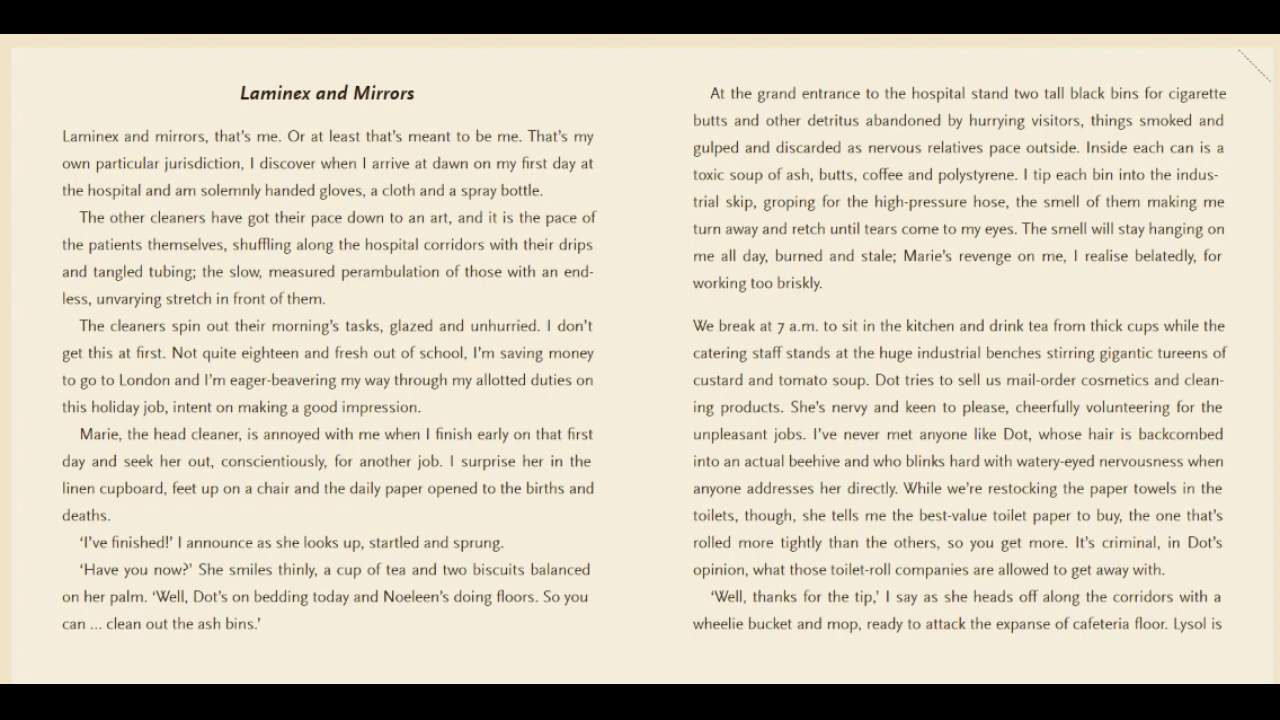 Laminex and Mirrors
Laminex and mirrors, that's me. Or at least that's meant to be me. That's my
own particular jurisdiction, I discover when I arrive at dawn on my first day at
the hospital and am solemnly handed gloves, a cloth and a spray bottle.
The other cleaners have got their pace down to an art, and it is the pace of
the patients themselves, shuffling along the hospital corridors with their drips
and tangled tubing; the slow, measured perambulation of those with an end-
less, unvarying stretch in front of them.
The cleaners spin out their morning's tasks, glazed and unhurried. I don't
get this at first. Not quite eighteen and fresh out of school, I'm saving money
to go to London and I'm eager-beavering my way through my allotted duties on
this holiday job, intent on making a good impression.
Marie, the head cleaner, is annoyed with me when I finish early on that first
day and seek her out, conscientiously, for another job. I surprise her in the
linen cupboard, feet up on a chair and the daily paper opened to the births and
deaths.
‘I've finished!’ I announce as she looks up, startled and sprung.
‘Have you now?’ She smiles thinly, a cup of tea and two biscuits balanced
on her palm. ‘Well, Dot's on bedding today and Noeleen's doing floors. So you
can ... clean out the ash bins.’
At the grand entrance to the hospital stand two tall black bins for cigarette
butts and other detritus abandoned by hurrying visitors, things smoked and
gulped and discarded as nervous relatives pace outside. Inside each can is a
toxic soup of ash, butts, coffee and polystyrene. I tip each bin into the indus-
trial skip, groping for the high-pressure hose, the smell of them making me
turn away and retch until tears come to my eyes. The smell will stay hanging on
me all day, burned and stale; Marie's revenge on me, I realise belatedly, for
working too briskly.
We break at 7 a.m. to sit in the kitchen and drink tea from thick cups while the
catering staff stands at the huge industrial benches stirring gigantic tureens of
custard and tomato soup. Dot tries to sell us mail-order cosmetics and clean-
ing products. She's nervy and keen to please, cheerfully volunteering for the
unpleasant jobs. I've never met anyone like Dot, whose hair is backcombed
into an actual beehive and who blinks hard with watery-eyed nervousness when
anyone addresses her directly. While we're restocking the paper towels in the
toilets, though, she tells me the best-value toilet paper to buy, the one that's
rolled more tightly than the others, so you get more. It's criminal, in Dot's
opinion, what those toilet-roll companies are allowed to get away with.
‘Well, thanks for the tip,’ I say as she heads off along the corridors with a
wheelie bucket and mop, ready to attack the expanse of cafeteria floor. Lysol is